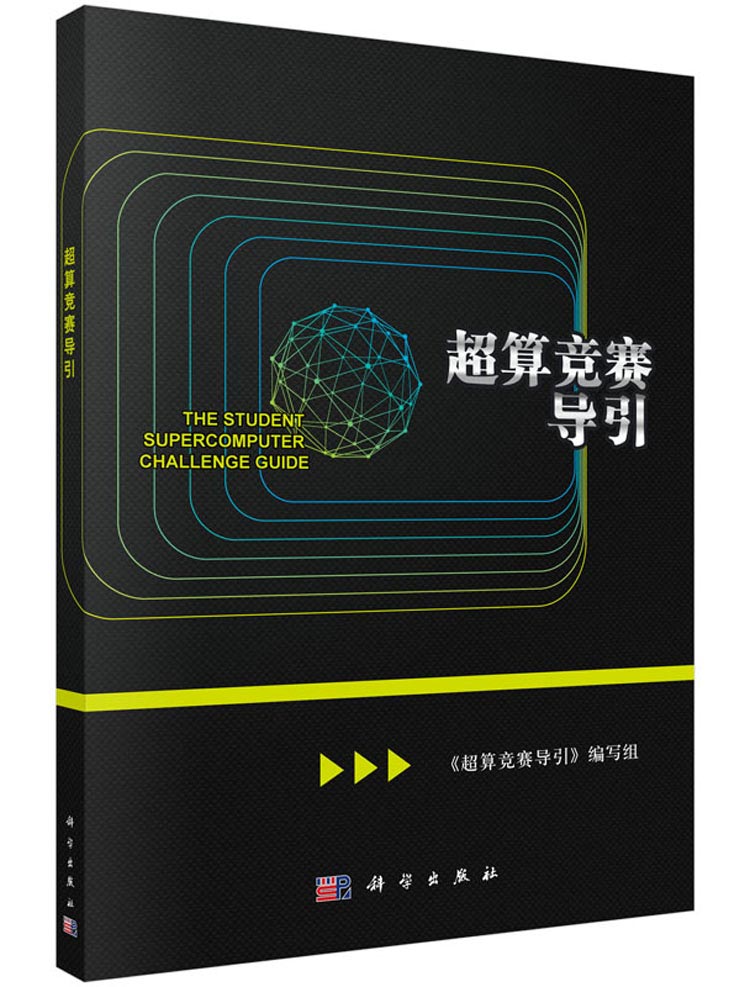 超算竞赛导引
超算竞赛
导引
THE STUDENT
SUPERCOMPUTER
CHALLENGE GUIDE
《超算竞赛导引》编写组
科学出版社
科学出版社